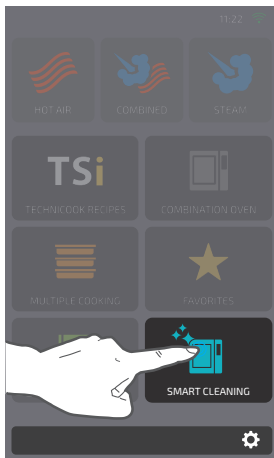 11:22
HOT AIR
COMBINED
STEAM
TSi
TECHNICOOK RECIPES
COMBINATION OVEN
MULTIPLE COOKING
FAVORITES
SMART CLEANING